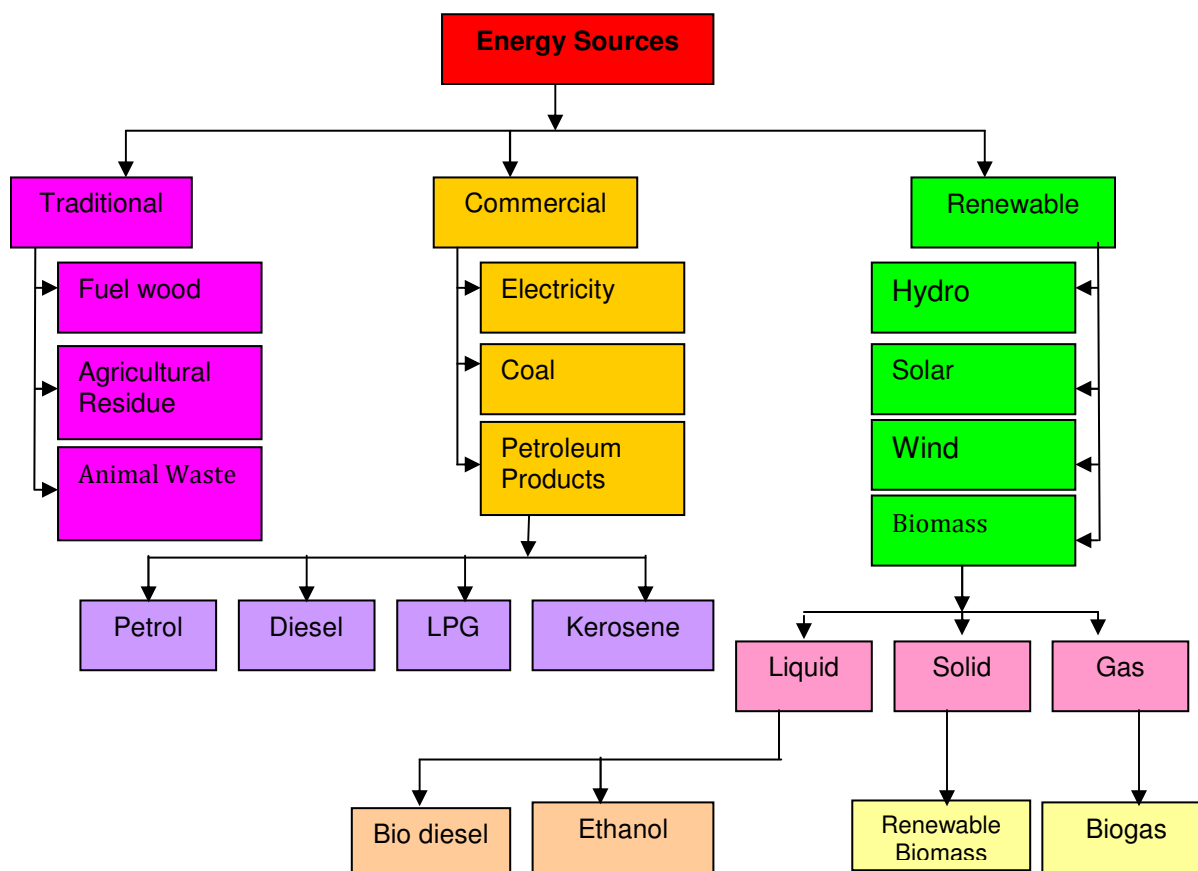 Energy Sources
Traditional
Commercial
Renewable
Fuel wood
Electricity
Hydro
Agricultural
Residue
Coal
Solar
Animal Waste
Petroleum
Products
Wind
Biomass
Petrol
Diesel
LPG
Kerosene
Liquid
Solid
Gas
Bio diesel
Ethanol
Renewable
Biomass
Biogas